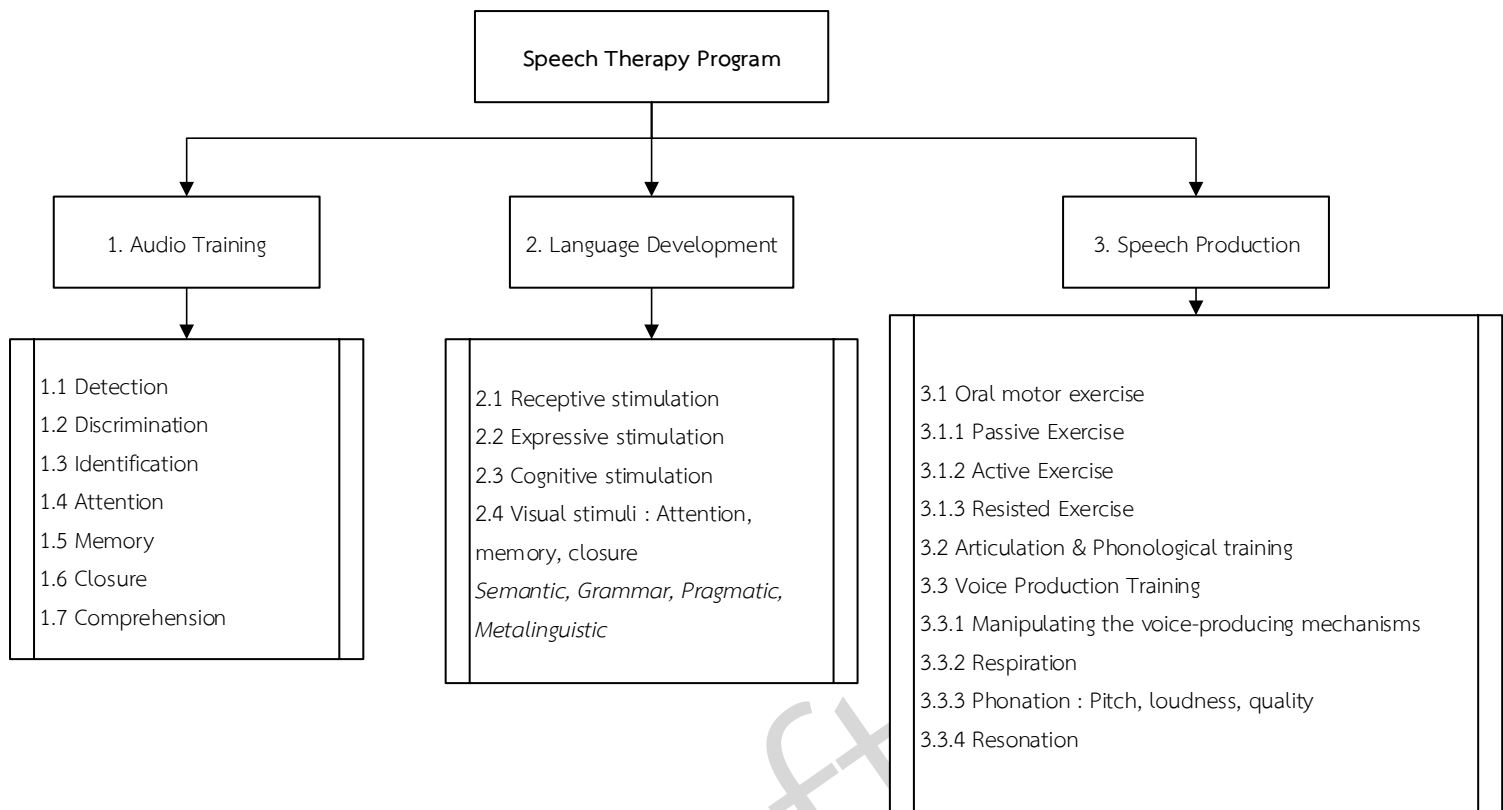 Speech Therapy Program
1. Audio Training
2. Language Development
3. Speech Production
1.1 Detection
1.2 Discrimination
1.3 Identification
1.4 Attention
1.5 Memory
1.6 Closure
1.7 Comprehension
2.1 Receptive stimulation
2.2 Expressive stimulation
2.3 Cognitive stimulation
2.4 Visual stimuli : Attention,
memory, closure
Semantic, Grammar, Pragmatic,
Metalinguistic
3.1 Oral motor exercise
3.1.1 Passive Exercise
3.1.2 Active Exercise
3.1.3 Resisted Exercise
3.2 Articulation & Phonological training
3.3 Voice Production Training
3.3.1 Manipulating the voice-producing mechanisms
3.3.2 Respiration
3.3.3 Phonation : Pitch, loudness, quality
3.3.4 Resonation